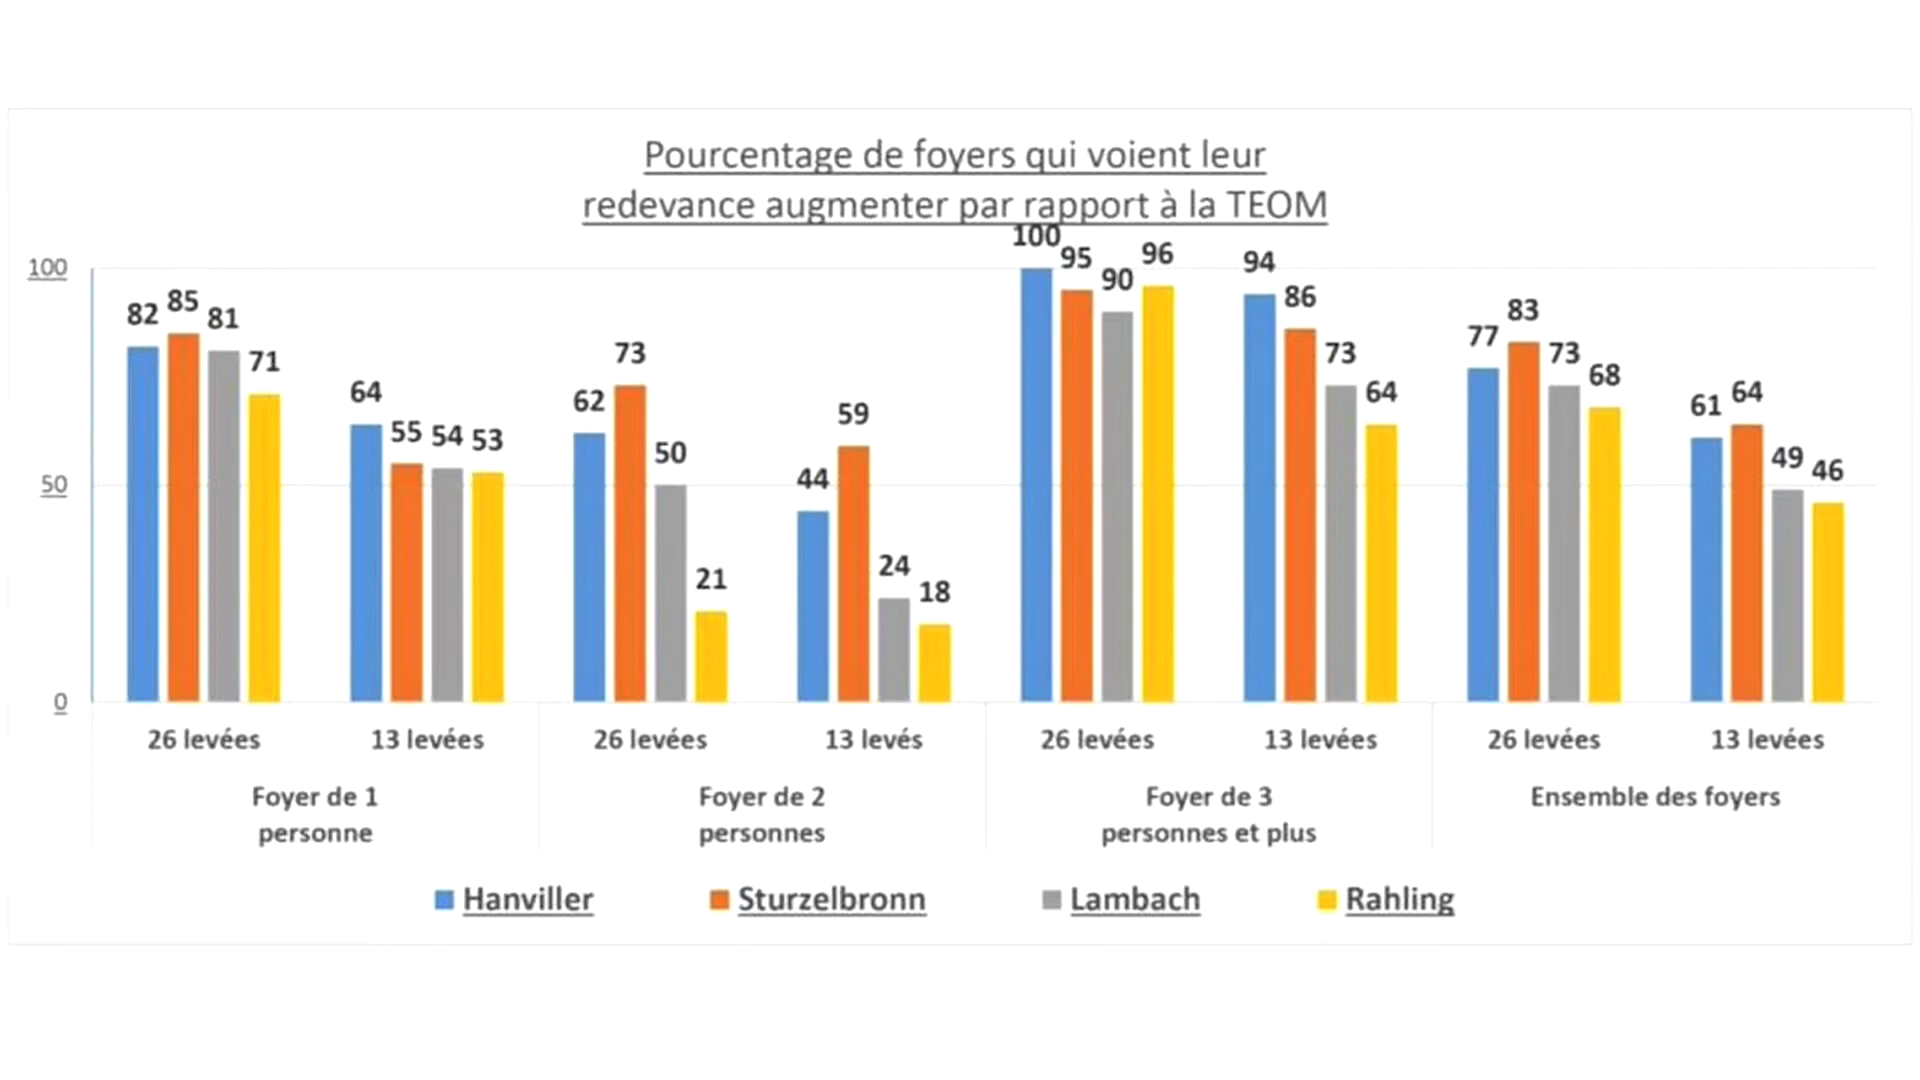 Pourcentage de foyers qui voient leur
redevance augmenter par rapport à la TEOM
100
50
0
82 85 81 71
64 55 54 53
62 73 50 21
44 59 24 18
100 95 90 96
94 86 73 64
77 83 73 68
61 64 49 46
26 levées 13 levées 26 levées 13 levés 26 levées 13 levées 26 levées 13 levées
Foyer de 1
personne
Foyer de 2
personnes
Foyer de 3
personnes et plus
Ensemble des foyers
Hanviller Sturzelbronn Lambach Rahling